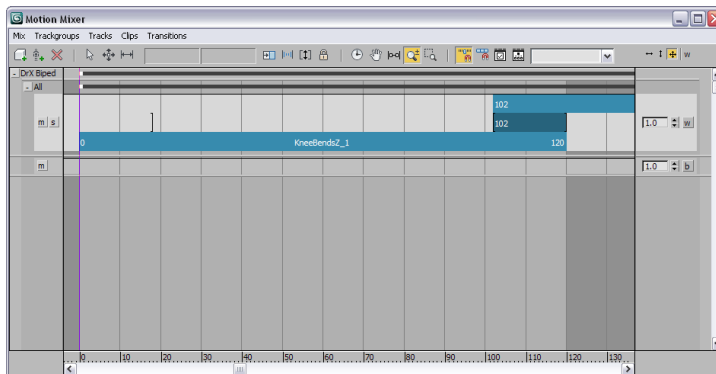 Motion Mixer
Mix Trackgroups Tracks Clips Transitions
w
- DrX Biped
- All
102
m s
102
1.0 w
0 KneeBendsZ_1 120
m
1.0 b
0 10 20 30 40 50 60 70 80 90 100 110 120 130